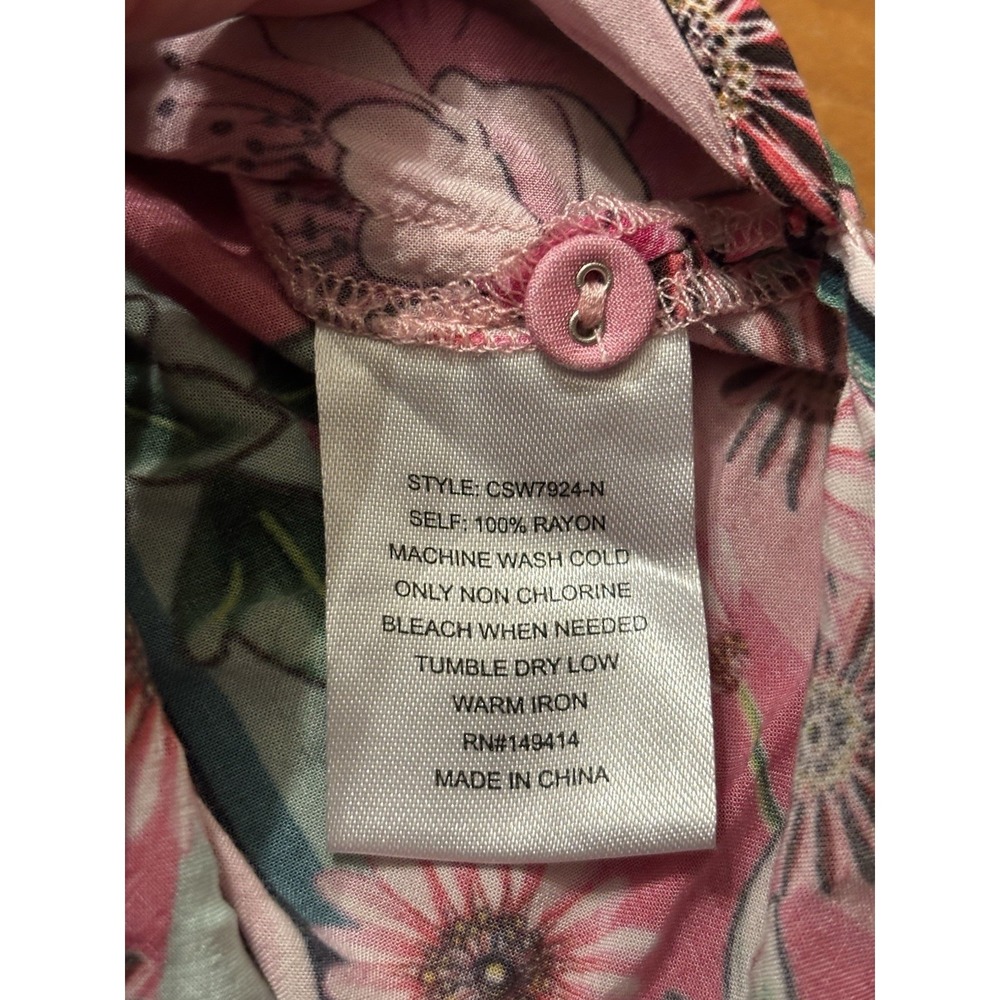 STYLE: CSW7924-N
SELF: 100% RAYON
MACHINE WASH COLD
ONLY NON CHLORINE
BLEACH WHEN NEEDED
TUMBLE DRY LOW
WARM IRON
RN#149414
MADE IN CHINA